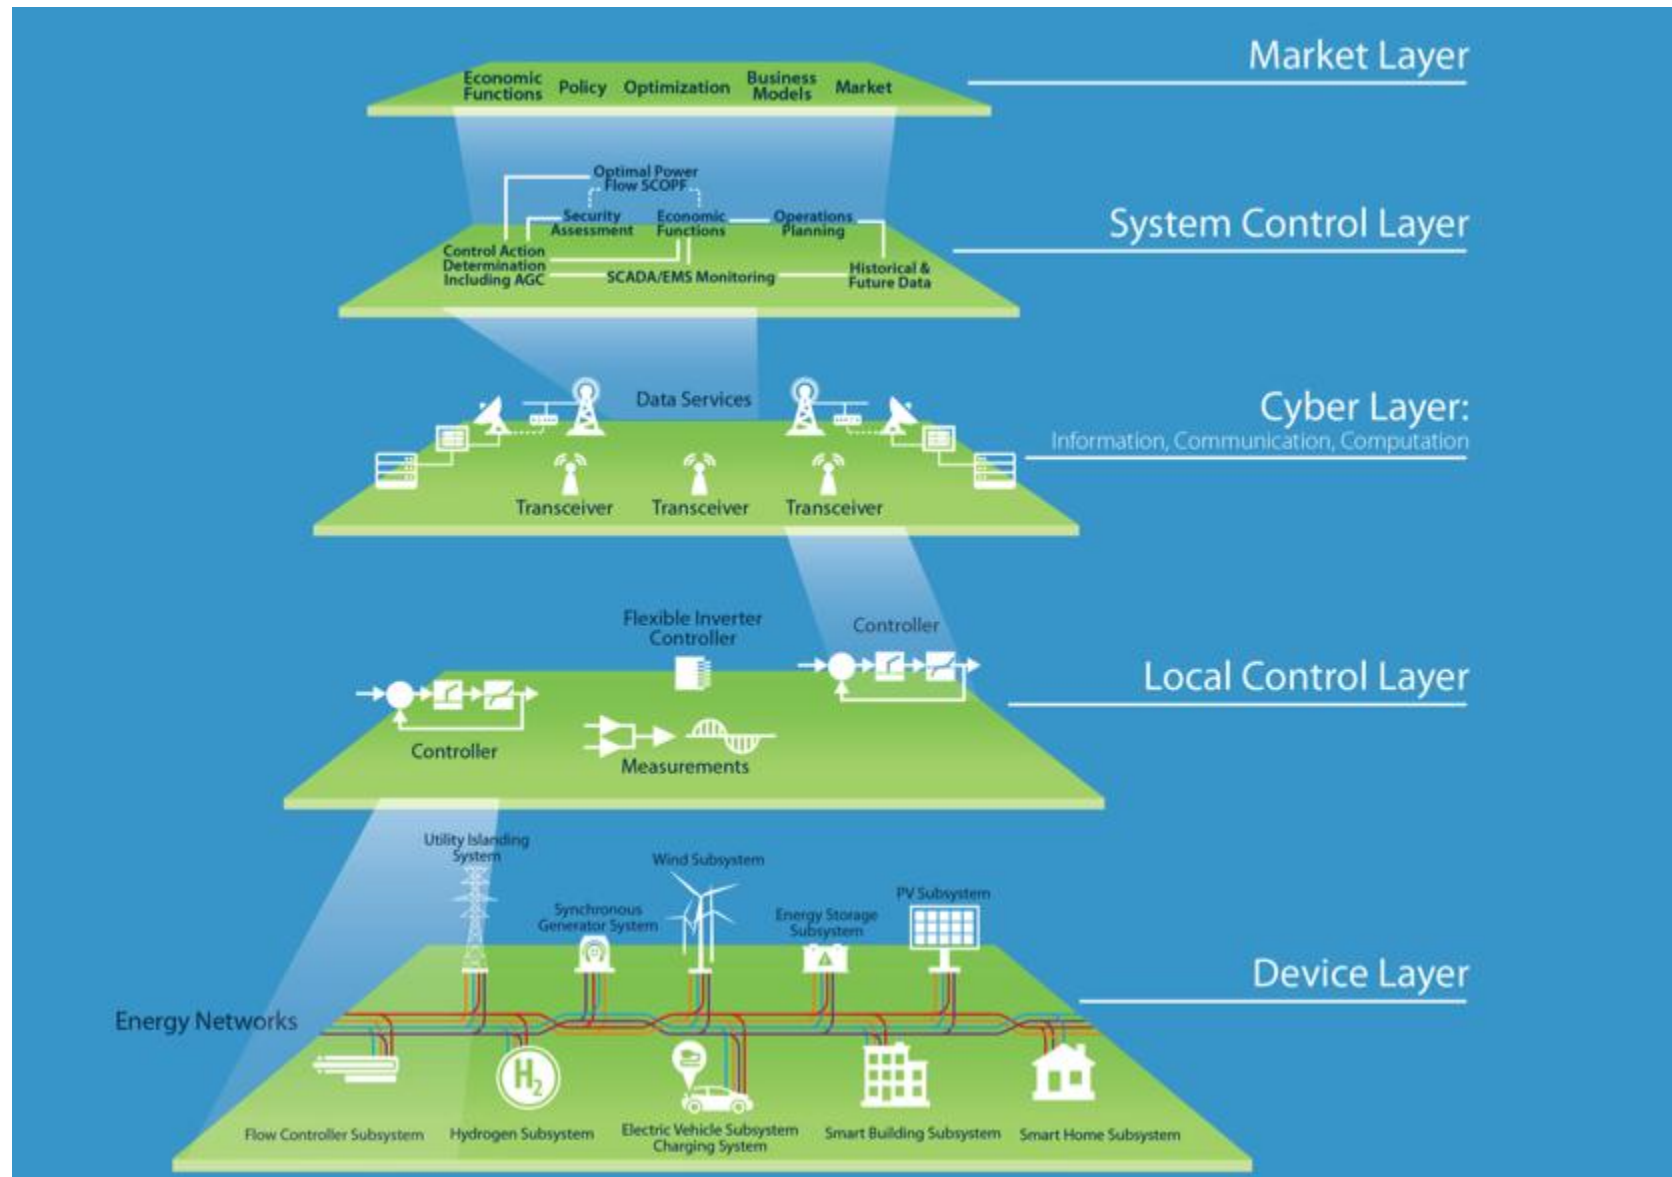 Market Layer
Economic
Functions
Policy
Optimization
Business
Models
Market
System Control Layer
Optimal Power
Flow SCOPF
Security
Assessment
Economic
Functions
Operations
Planning
Control Action
Determination
Including AGC
SCADA/EMS Monitoring
Historical &
Future Data
Cyber Layer:
Information, Communication, Computation
Data Services
Transceiver
Transceiver
Transceiver
Local Control Layer
Flexible Inverter
Controller
Controller
Controller
Measurements
Device Layer
Utility Islanding
System
Synchronous
Generator System
Wind Subsystem
Energy Storage
Subsystem
PV Subsystem
Energy Networks
H2
Flow Controller Subsystem
Hydrogen Subsystem
Electric Vehicle Subsystem
Charging System
Smart Building Subsystem
Smart Home Subsystem